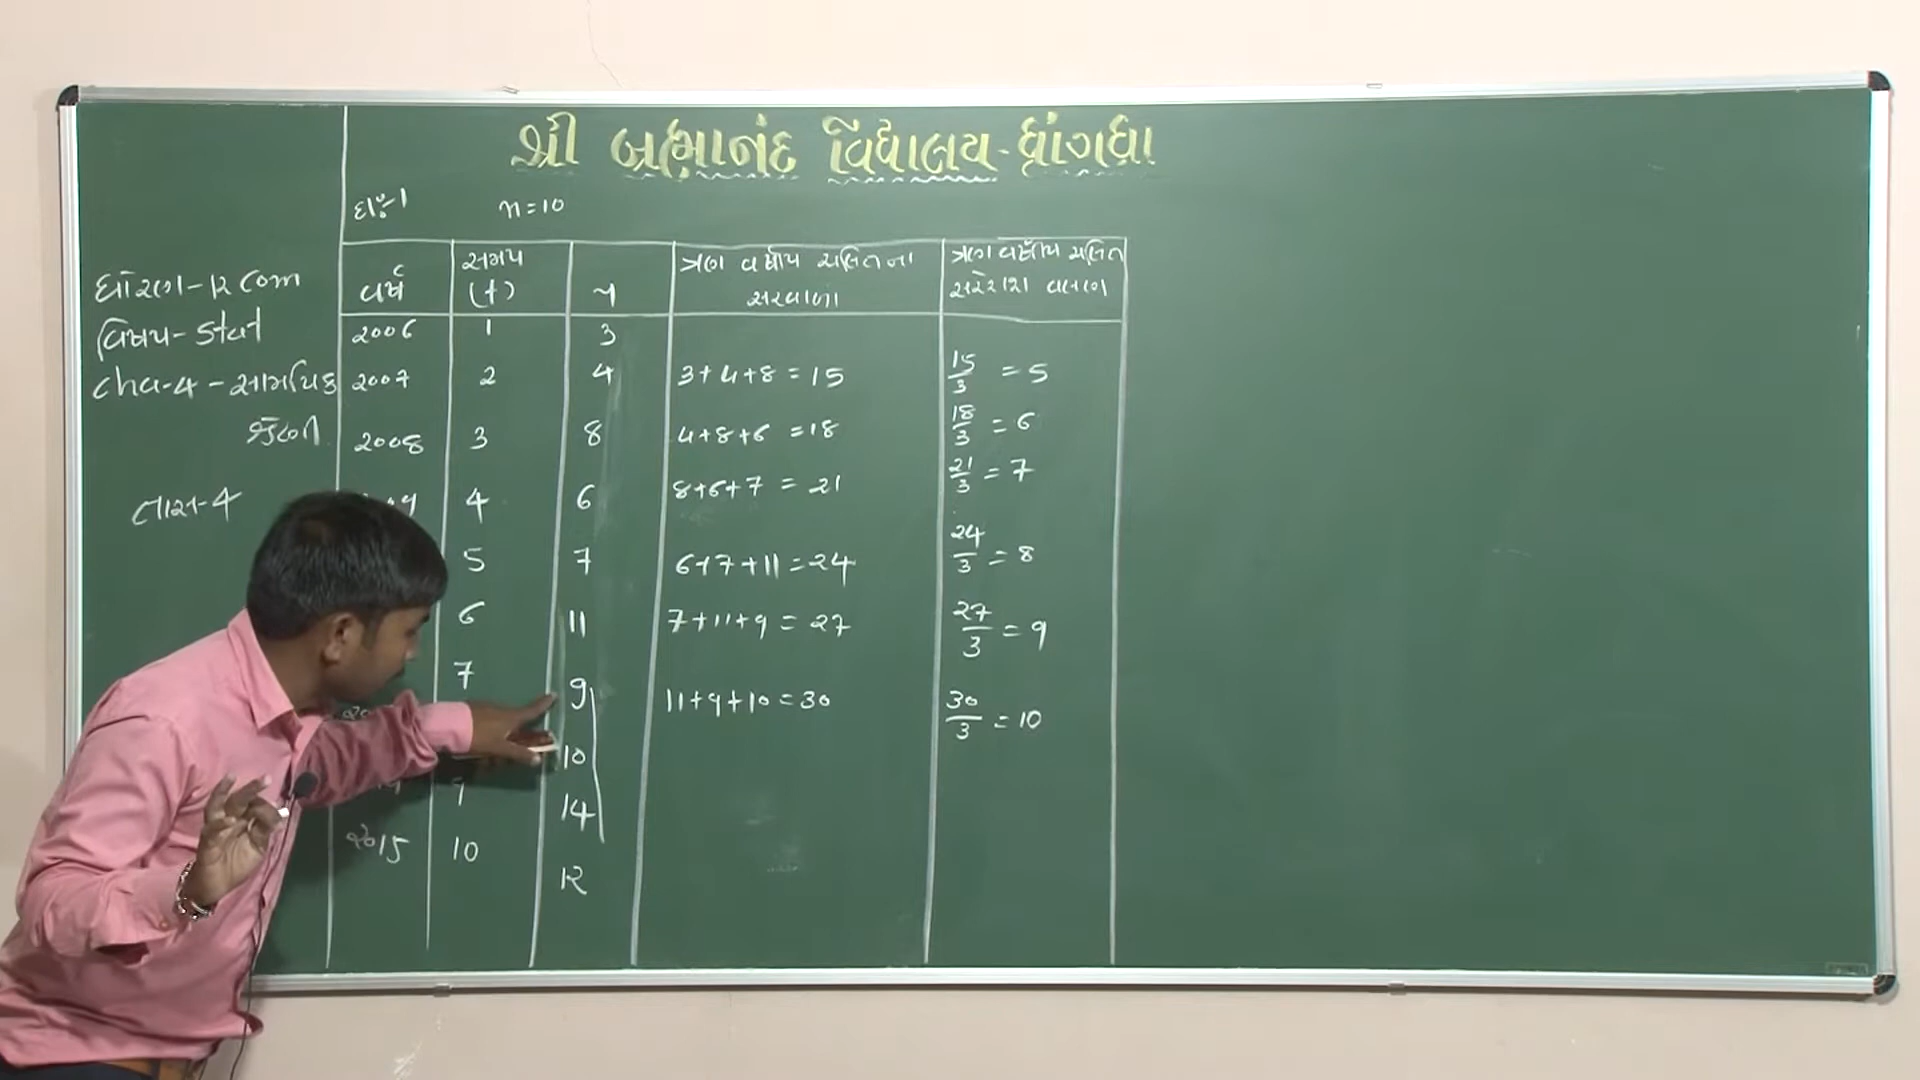 શ્રી બ્રહ્માનંદ વિદ્યાલય-ધ્રાંગધ્રા
દા.-1 n=10
ધોરણ-12 com
વિષય-stat
cha-4-સામયિક
શ્રેણી
તાસ-4
વર્ષ સમય (t) y ત્રણ વર્ષીય ચલિતના સરવાળા ત્રણ વર્ષીય ચલિત સરેરાશ વલણ
2006 1 3
2007 2 4 3+4+8=15 15/3 =5
2008 3 8 4+8+6 =18 18/3 =6
4 6 8+6+7 = 21 21/3 =7
5 7 6+7+11=24 24/3 =8
6 11 7+11+9=27 27/3 =9
7 9 11+9+10=30 30/3 =10
10
9 14
2015 10 12